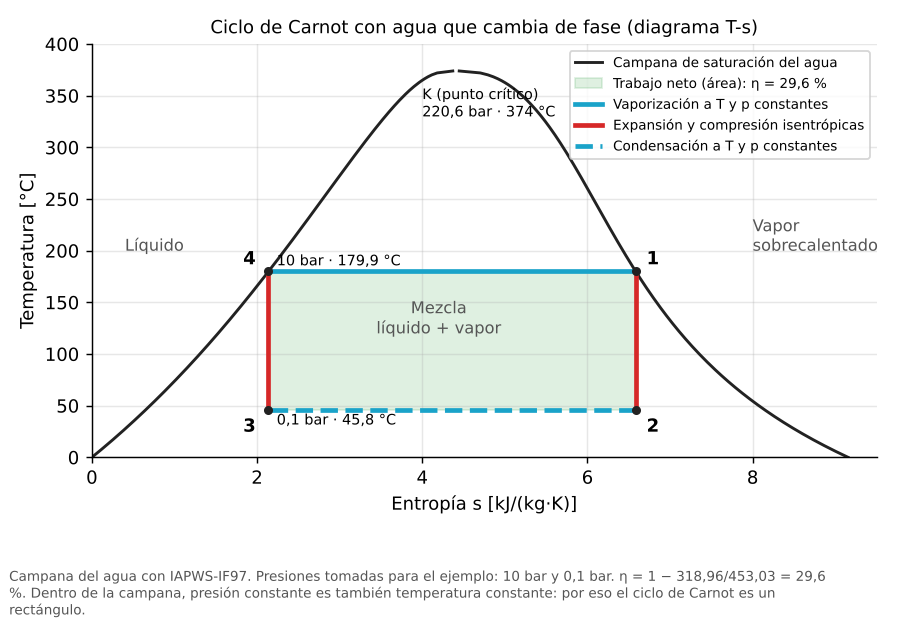 Ciclo de Carnot con agua que cambia de fase (diagrama T-s)
Temperatura [°C]
400
350
300
250
200
150
100
50
0
Campana de saturación del agua
Trabajo neto (área): η = 29,6 %
Vaporización a T y p constantes
Expansión y compresión isentrópicas
Condensación a T y p constantes
K (punto crítico)
220,6 bar · 374 °C
Líquido
Vapor
sobrecalentado
4
10 bar · 179,9 °C
1
Mezcla
líquido + vapor
3
0,1 bar · 45,8 °C
2
0
2
4
6
8
Entropía s [kJ/(kg·K)]
Campana del agua con IAPWS-IF97. Presiones tomadas para el ejemplo: 10 bar y 0,1 bar. η = 1 − 318,96/453,03 = 29,6
%. Dentro de la campana, presión constante es también temperatura constante: por eso el ciclo de Carnot es un
rectángulo.